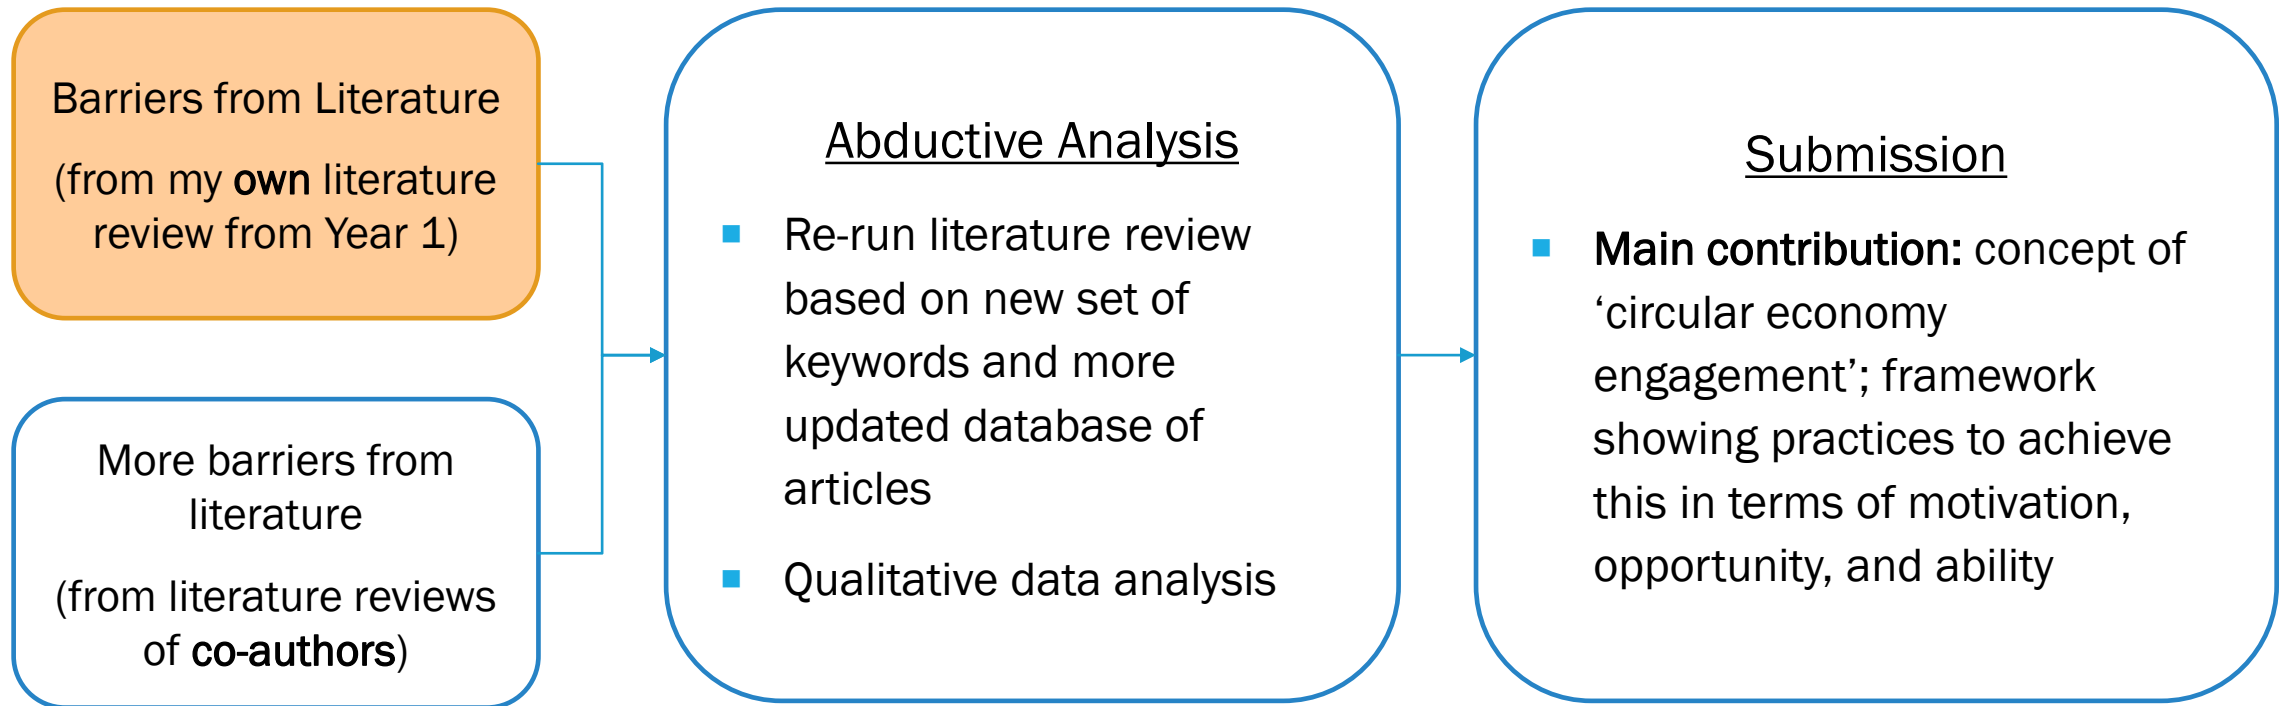 Barriers from Literature
(from my own literature
review from Year 1)
More barriers from
literature
(from literature reviews
of co-authors)
Abductive Analysis
▪ Re-run literature review
based on new set of
keywords and more
updated database of
articles
▪ Qualitative data analysis
Submission
▪ Main contribution: concept of
‘circular economy
engagement’; framework
showing practices to achieve
this in terms of motivation,
opportunity, and ability